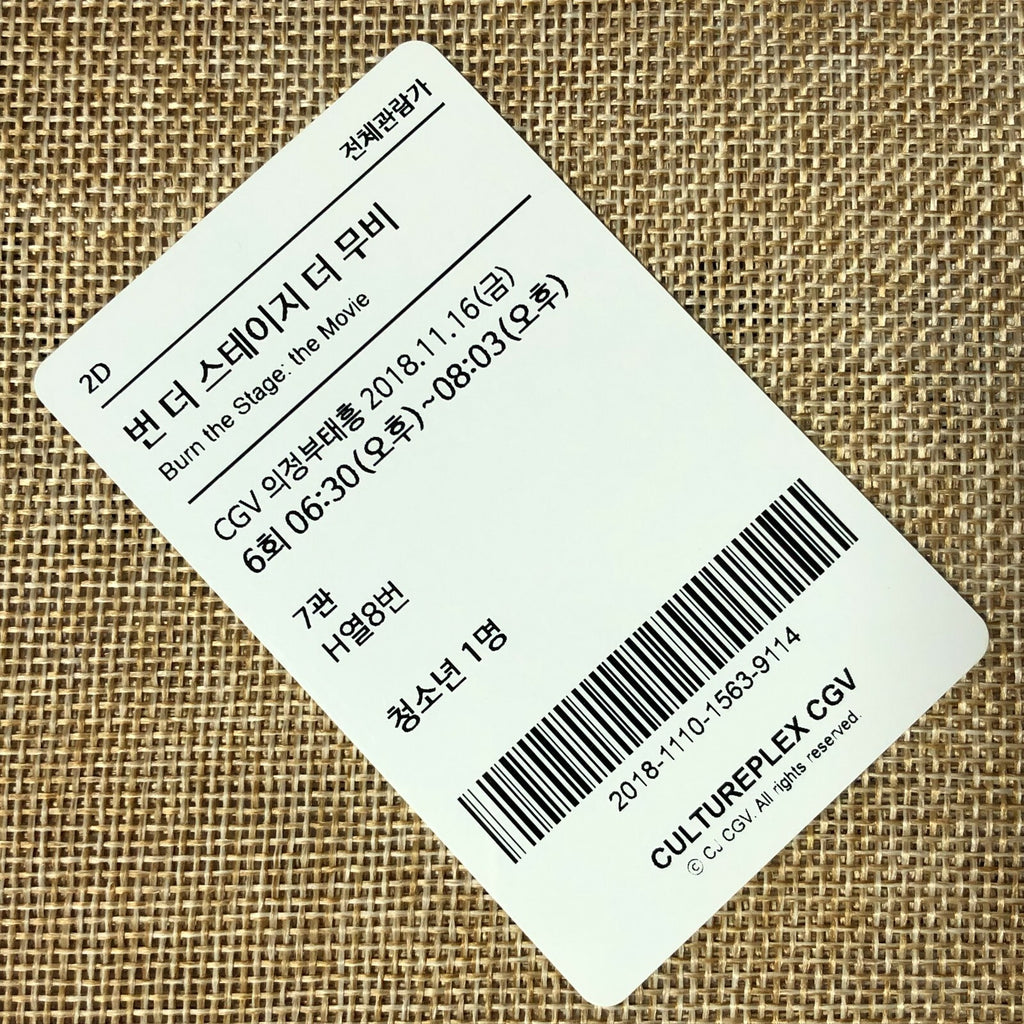 2D 전체관람가
번 더 스테이지 더 무비
Burn the Stage: the Movie
CGV 의정부태흥 2018.11.16(금)
6회 06:30(오후)~08:03(오후)
7관
H열8번
청소년 1명
2018-1110-1563-9114
CULTUREPLEX CGV
© CJ CGV. All rights reserved.